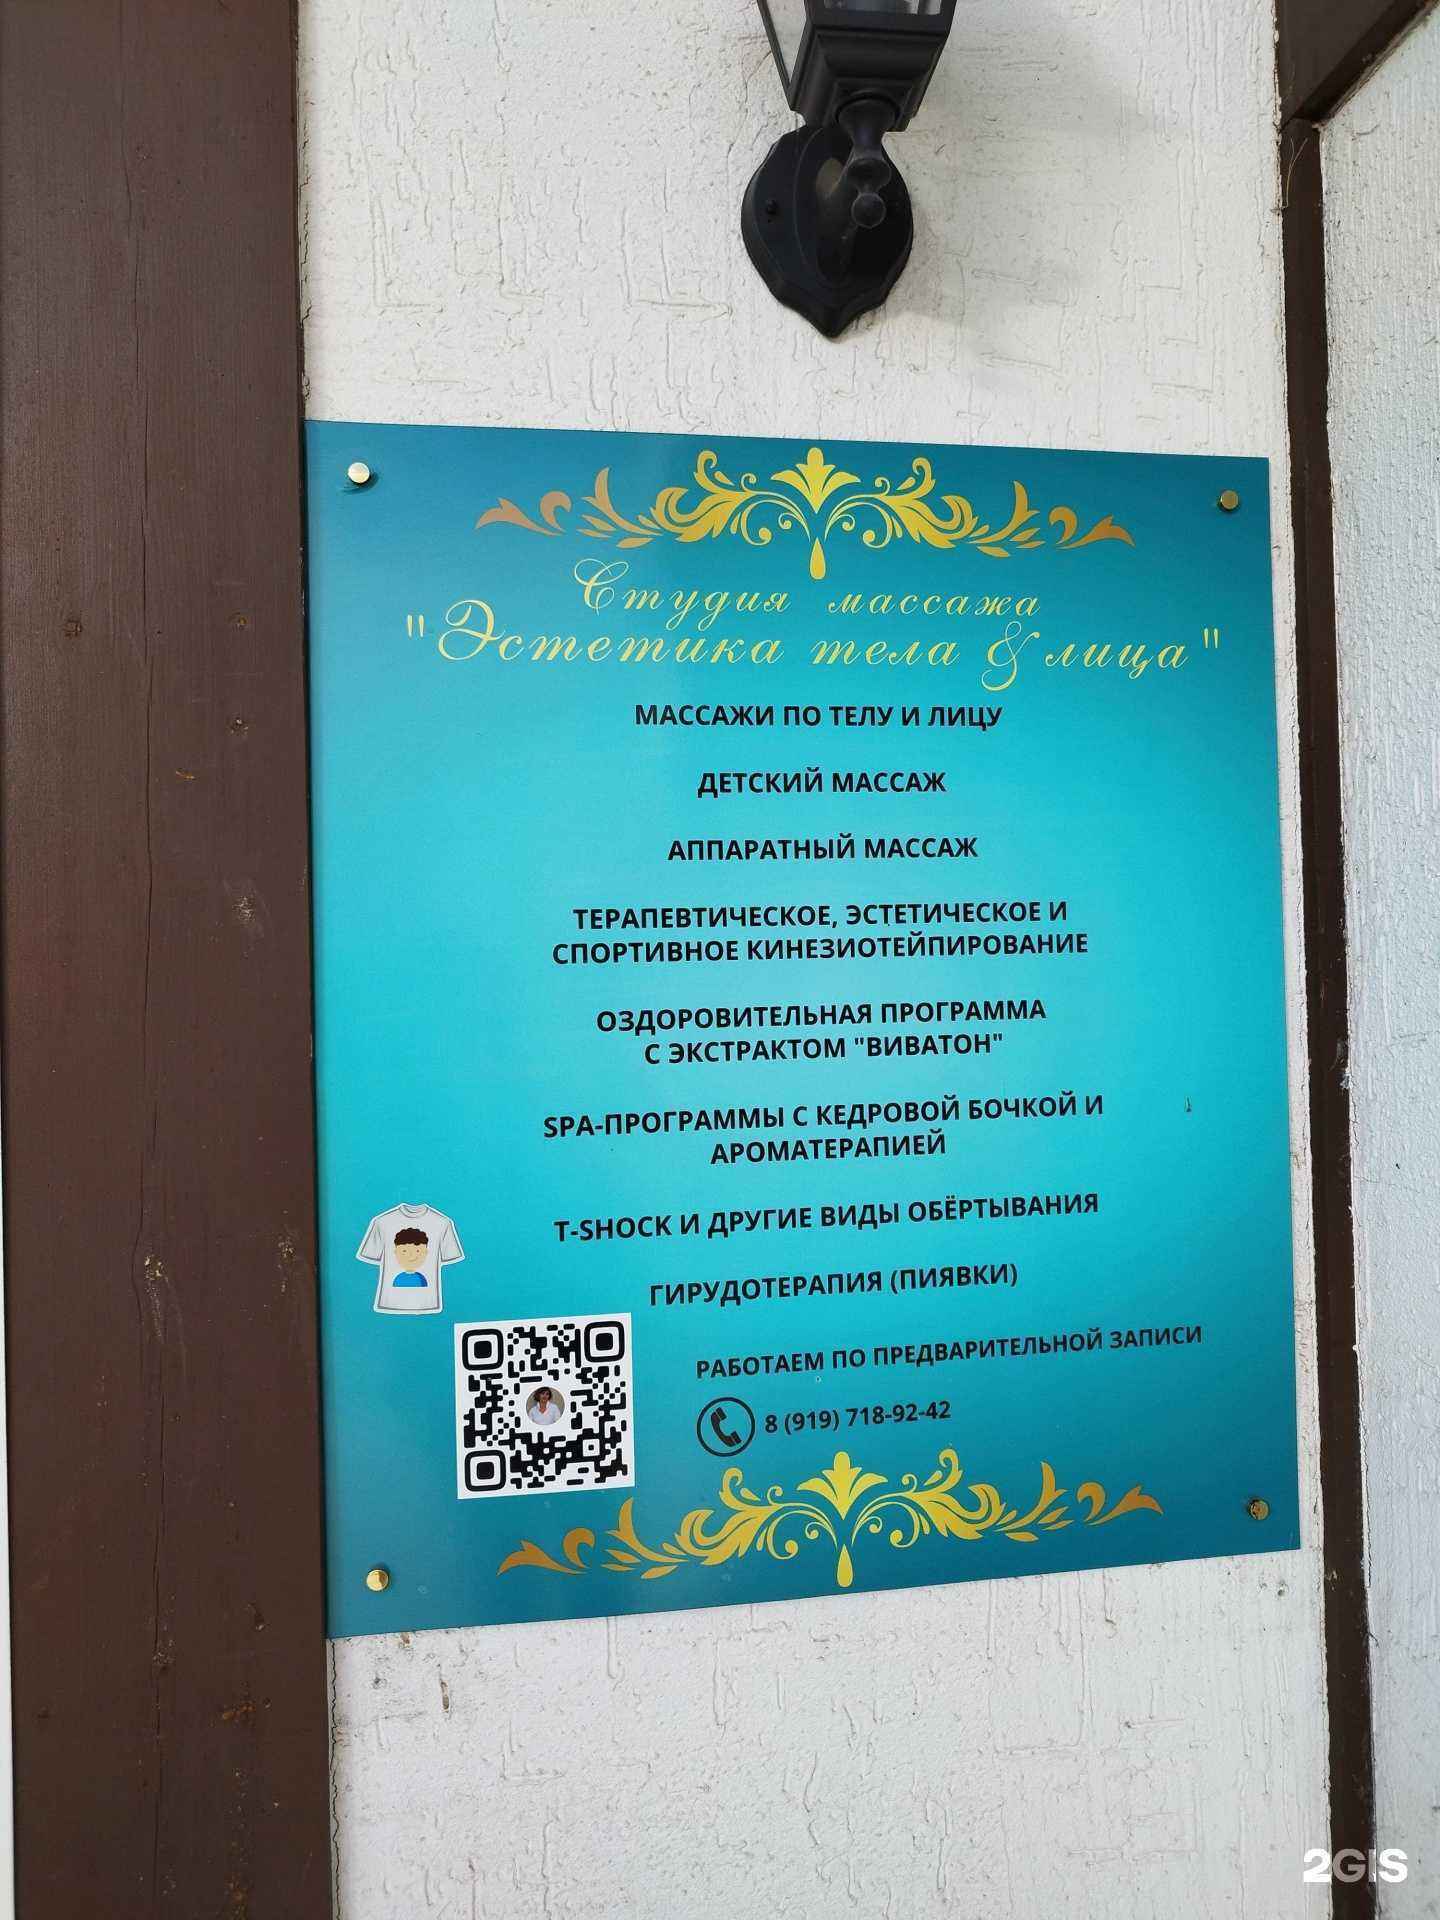 Студия массажа
"Эстетика тела & лица"
МАССАЖИ ПО ТЕЛУ И ЛИЦУ
ДЕТСКИЙ МАССАЖ
АППАРАТНЫЙ МАССАЖ
ТЕРАПЕВТИЧЕСКОЕ, ЭСТЕТИЧЕСКОЕ И
СПОРТИВНОЕ КИНЕЗИОТЕЙПИРОВАНИЕ
ОЗДОРОВИТЕЛЬНАЯ ПРОГРАММА
С ЭКСТРАКТОМ "ВИВАТОН"
SPA-ПРОГРАММЫ С КЕДРОВОЙ БОЧКОЙ И
АРОМАТЕРАПИЕЙ
T-SHOCK И ДРУГИЕ ВИДЫ ОБЁРТЫВАНИЯ
ГИРУДОТЕРАПИЯ (ПИЯВКИ)
РАБОТАЕМ ПО ПРЕДВАРИТЕЛЬНОЙ ЗАПИСИ
8 (919) 718-92-42
2GIS